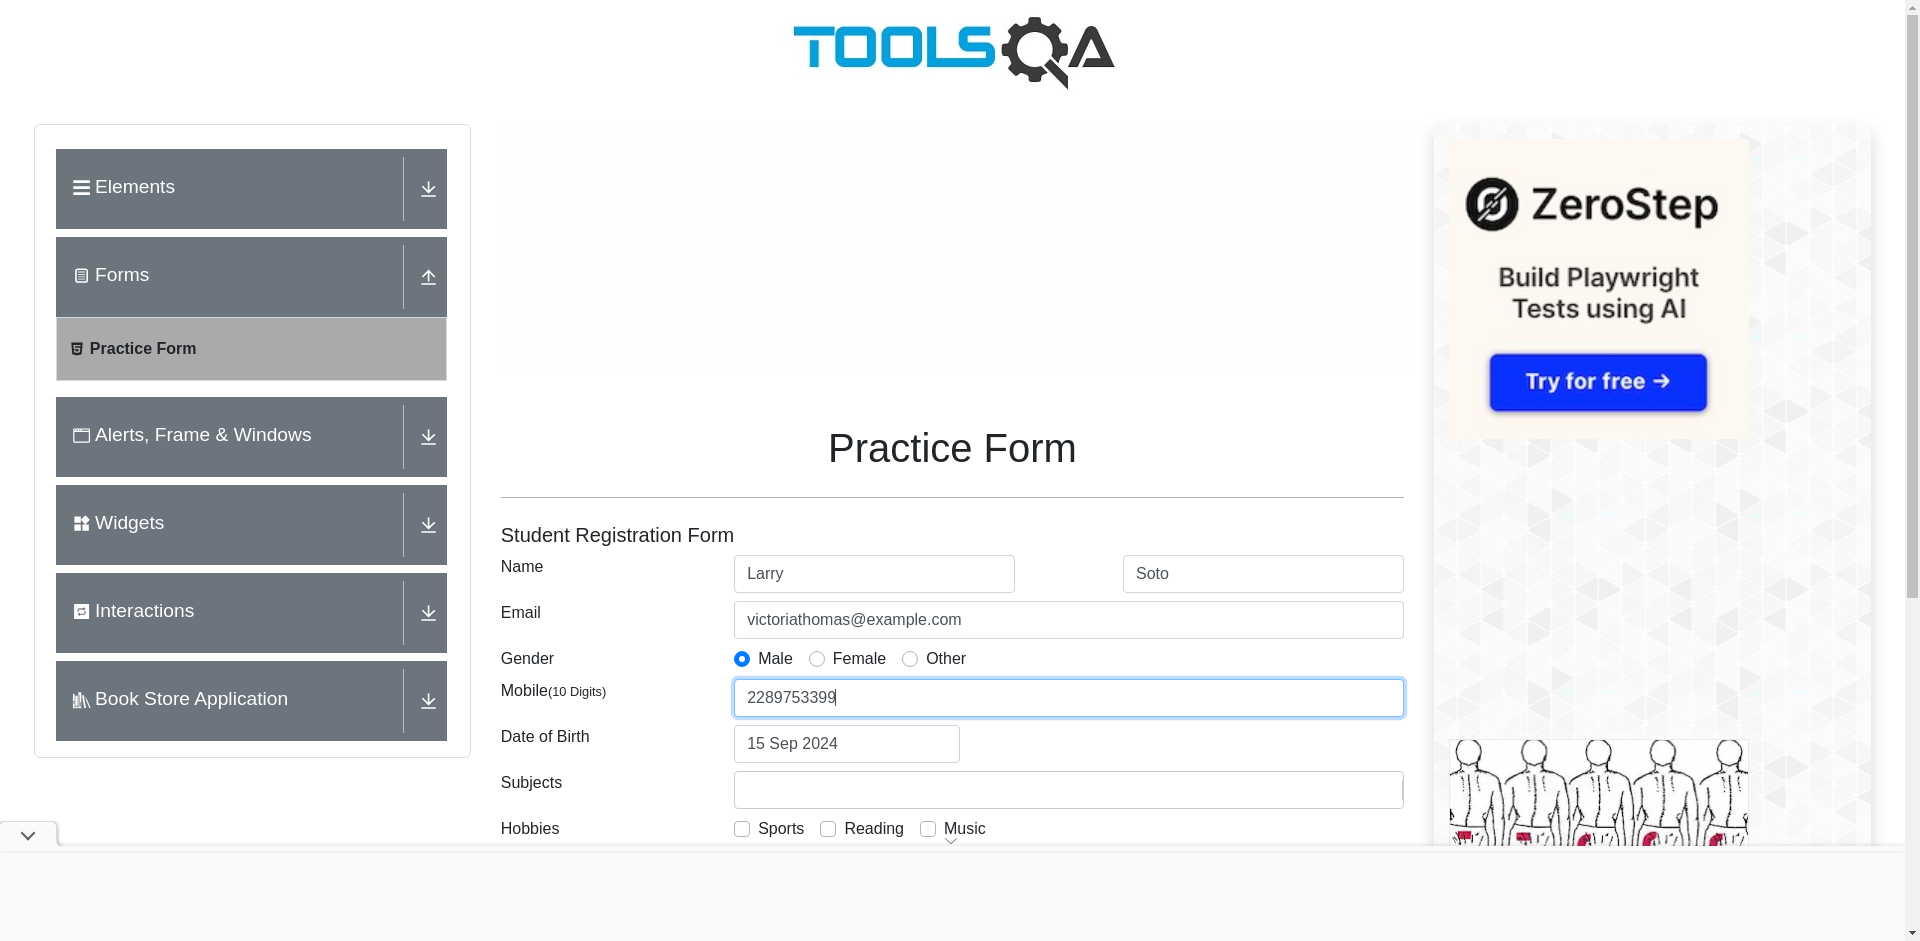 TOOLSQA
Elements
Forms
Practice Form
Alerts, Frame & Windows
Widgets
Interactions
Book Store Application
Practice Form
Student Registration Form
Name Larry Soto
Email victoriathomas@example.com
Gender Male Female Other
Mobile(10 Digits) 2289753399
Date of Birth 15 Sep 2024
Subjects
Hobbies Sports Reading Music
ZeroStep
Build Playwright
Tests using AI
Try for free →